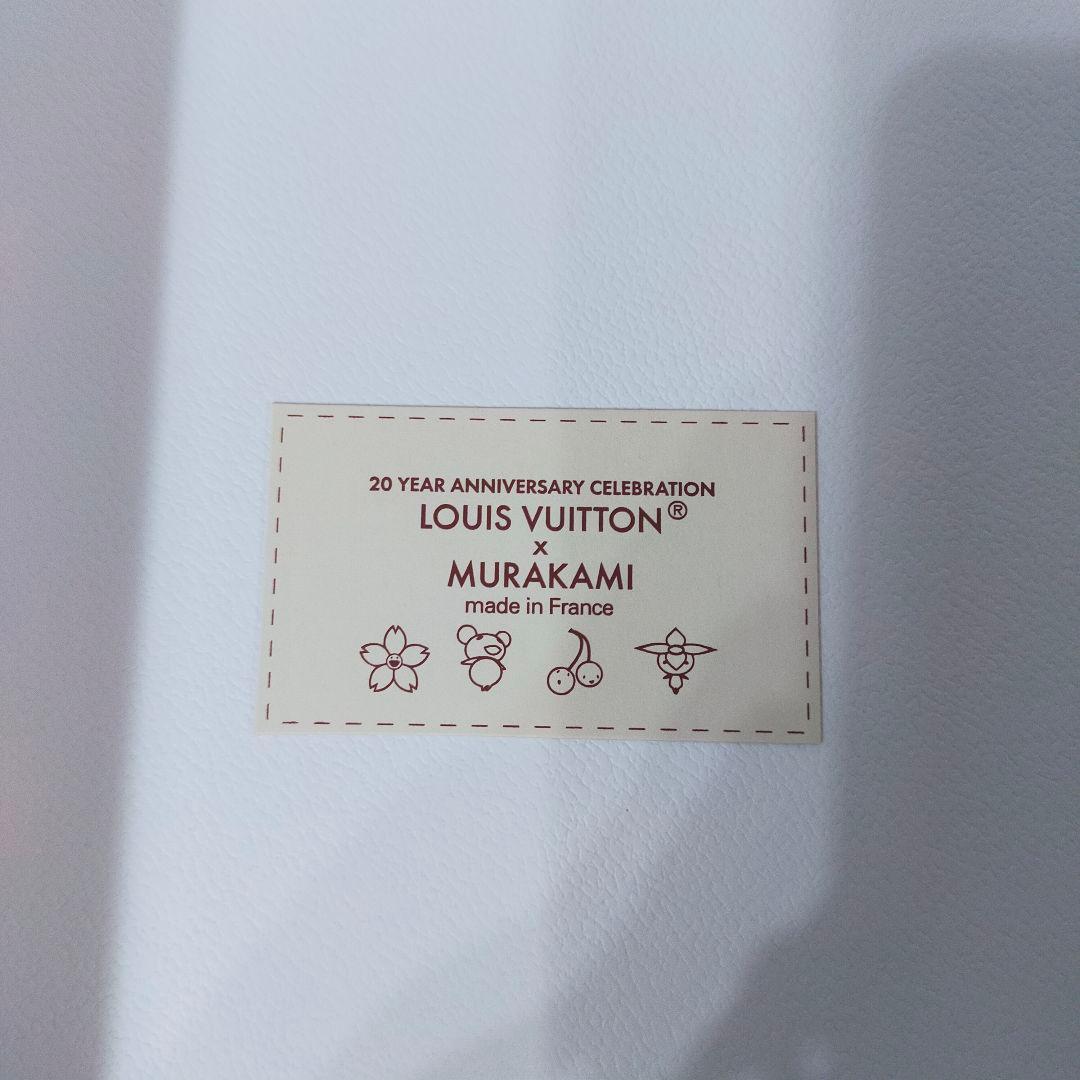 20 YEAR ANNIVERSARY CELEBRATION
LOUIS VUITTON®
x
MURAKAMI
made in France